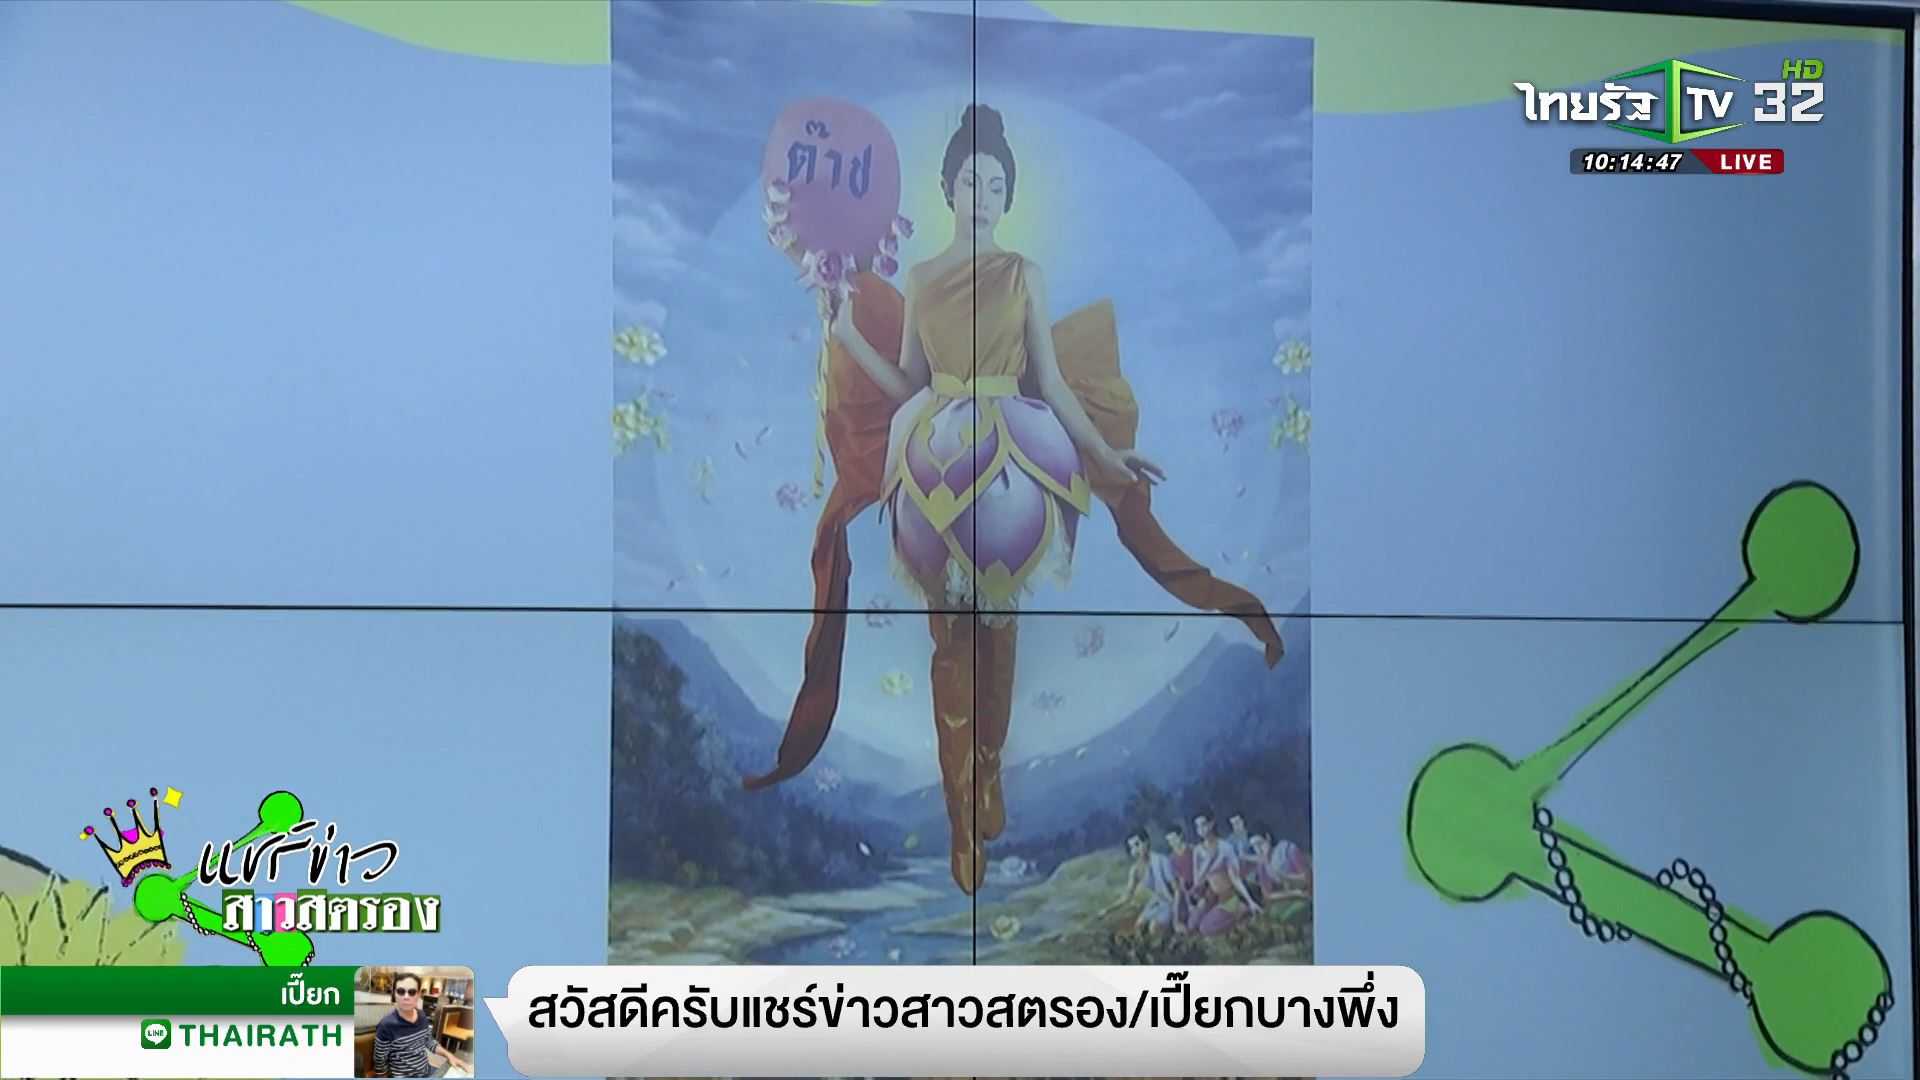 ต๊าช
ไทยรัฐ TV HD 32
10:14:47 LIVE
แชร์ข่าว
สาวสตรอง
เปี๊ยก
LINE THAIRATH
สวัสดีครับแชร์ข่าวสาวสตรอง/เปี๊ยกบางพึ่ง